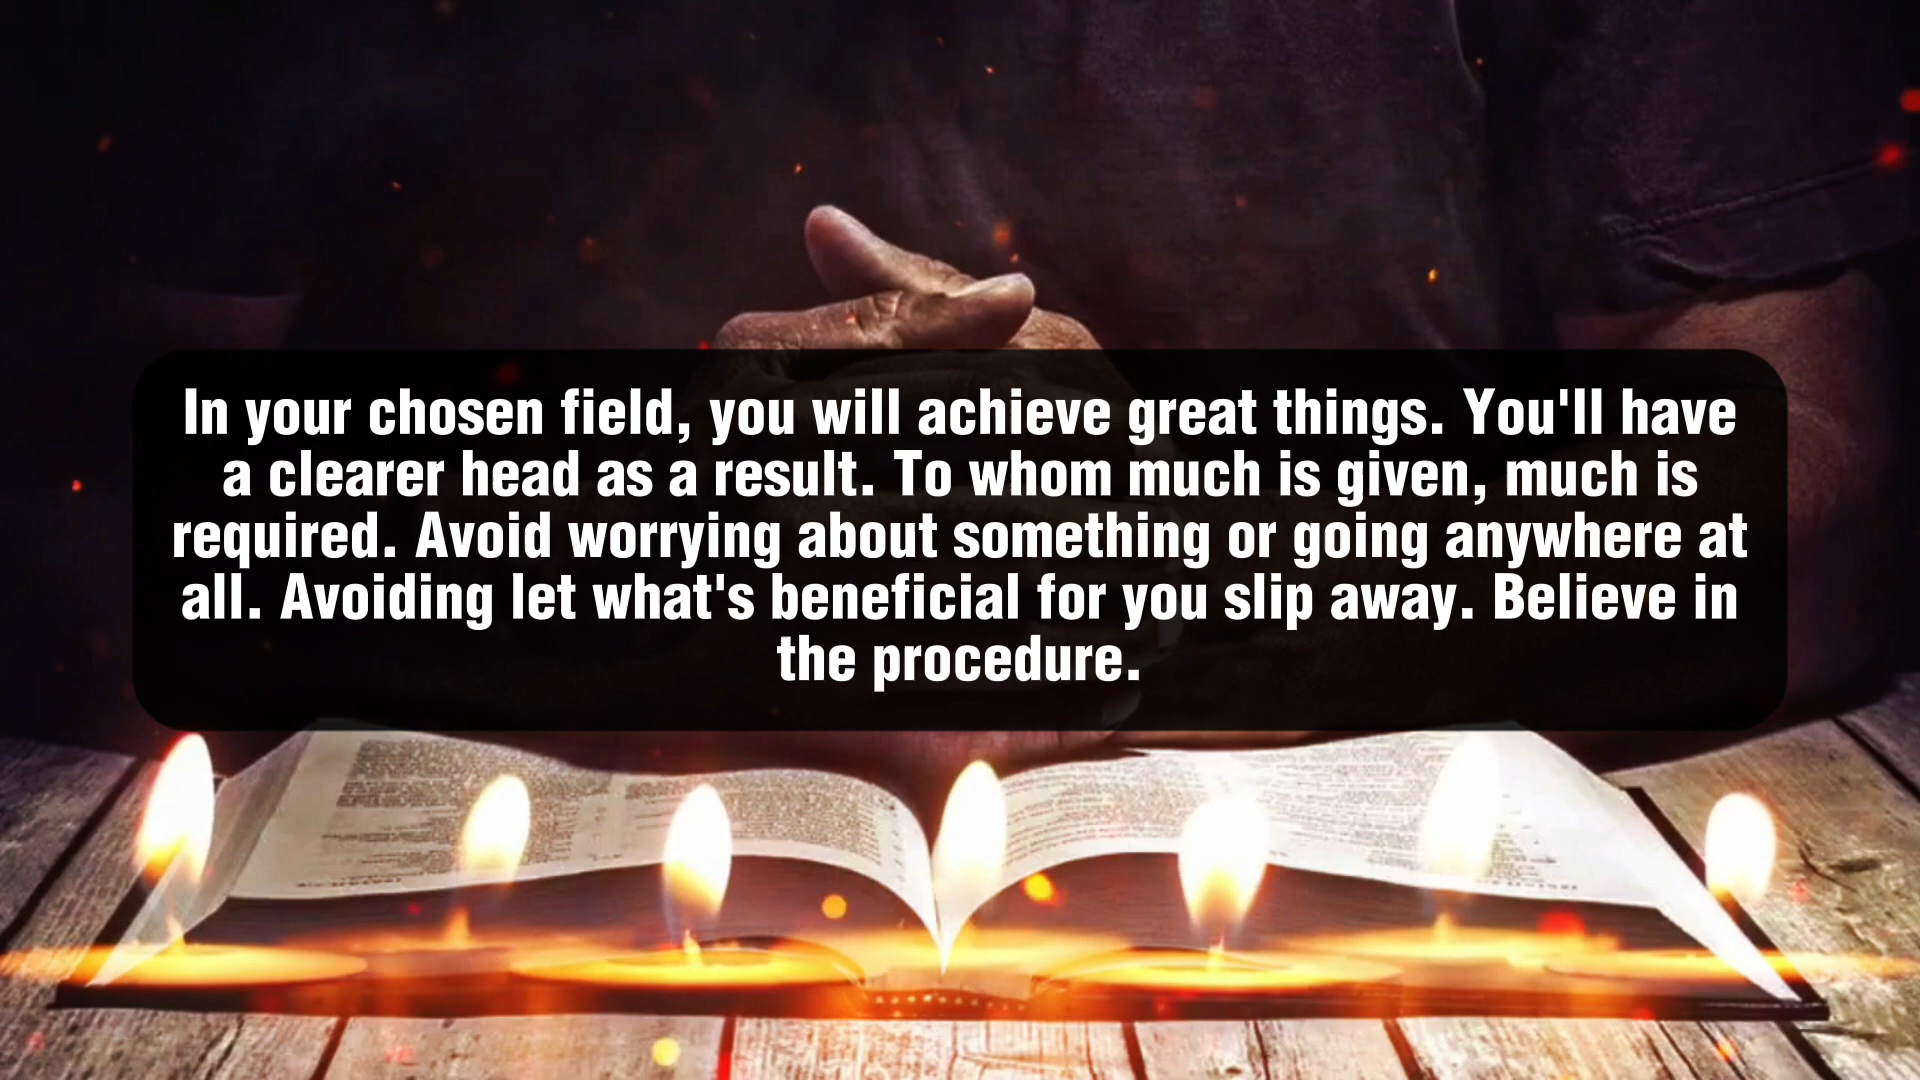 In your chosen field, you will achieve great things. You'll have
a clearer head as a result. To whom much is given, much is
required. Avoid worrying about something or going anywhere at
all. Avoiding let what's beneficial for you slip away. Believe in
the procedure.